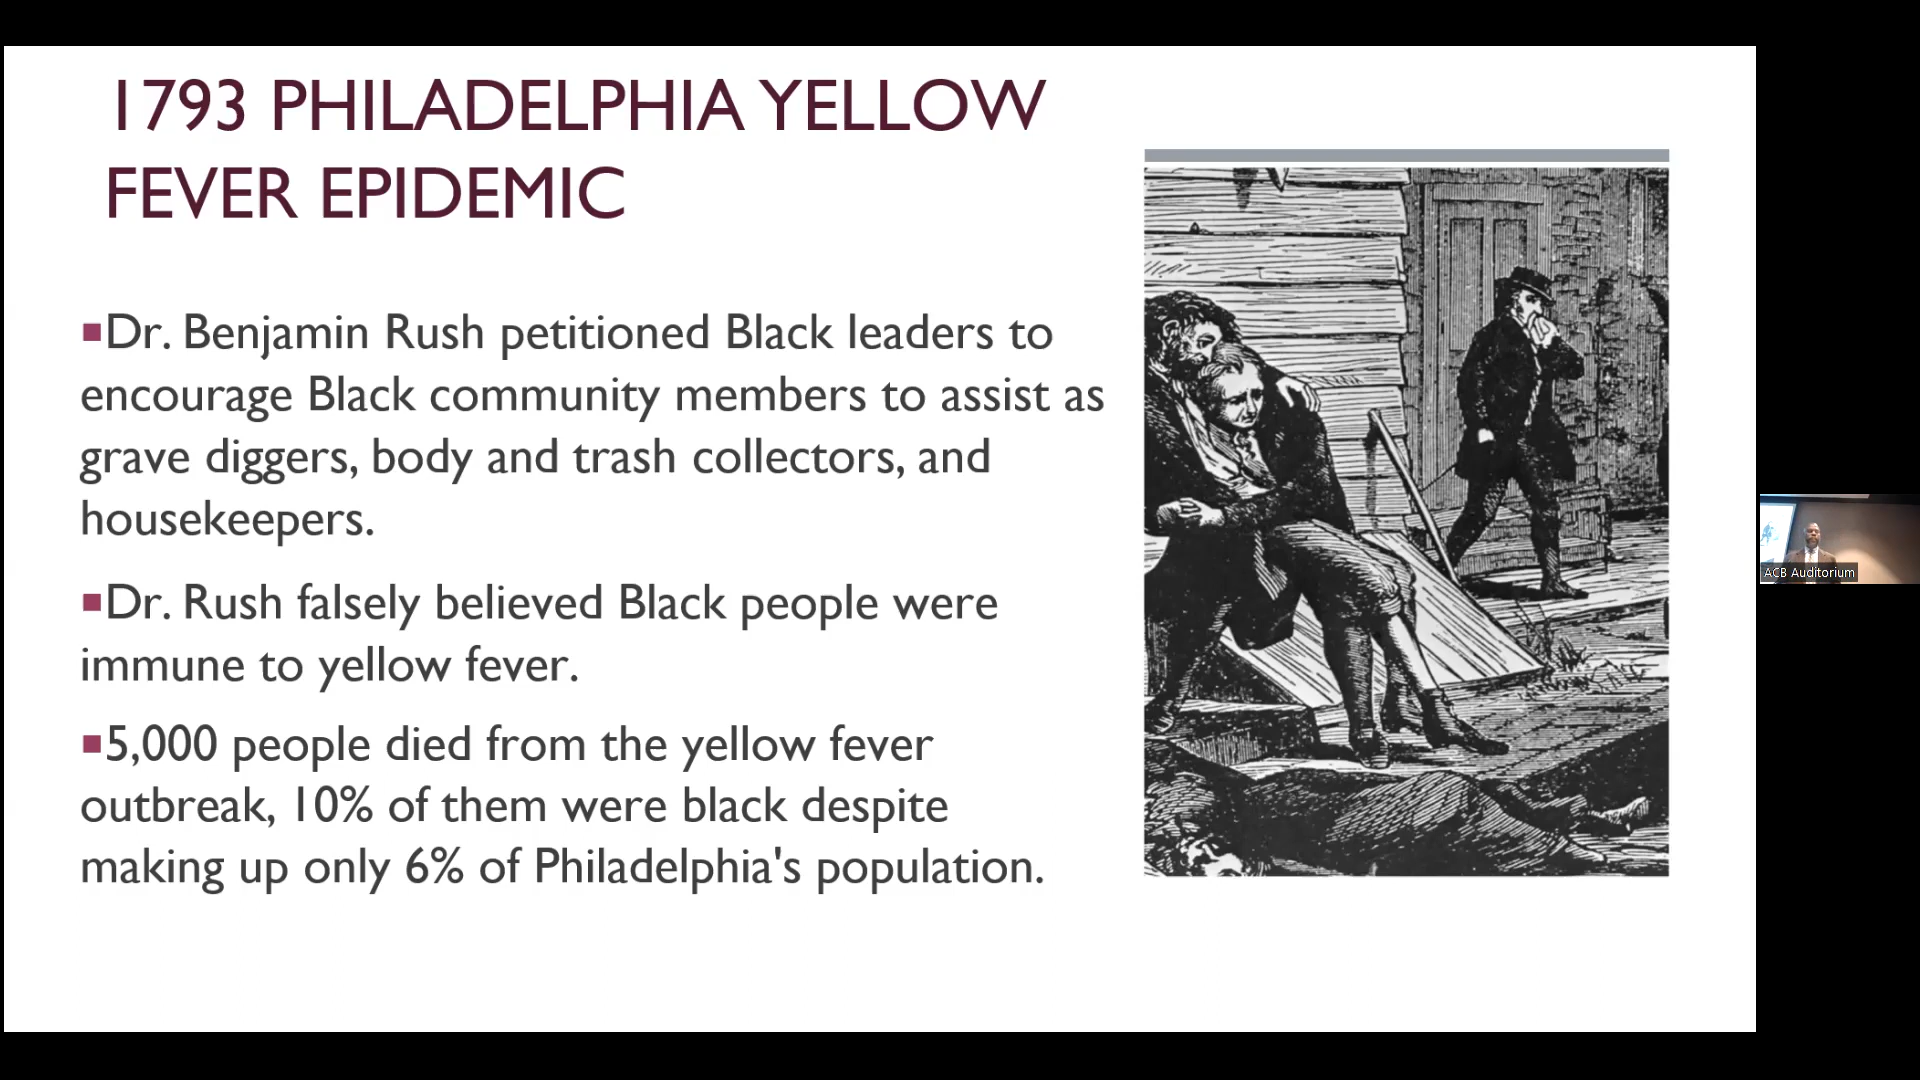 1793 PHILADELPHIA YELLOW
FEVER EPIDEMIC
▪Dr. Benjamin Rush petitioned Black leaders to
encourage Black community members to assist as
grave diggers, body and trash collectors, and
housekeepers.
▪Dr. Rush falsely believed Black people were
immune to yellow fever.
▪5,000 people died from the yellow fever
outbreak, 10% of them were black despite
making up only 6% of Philadelphia's population.
ACB Auditorium